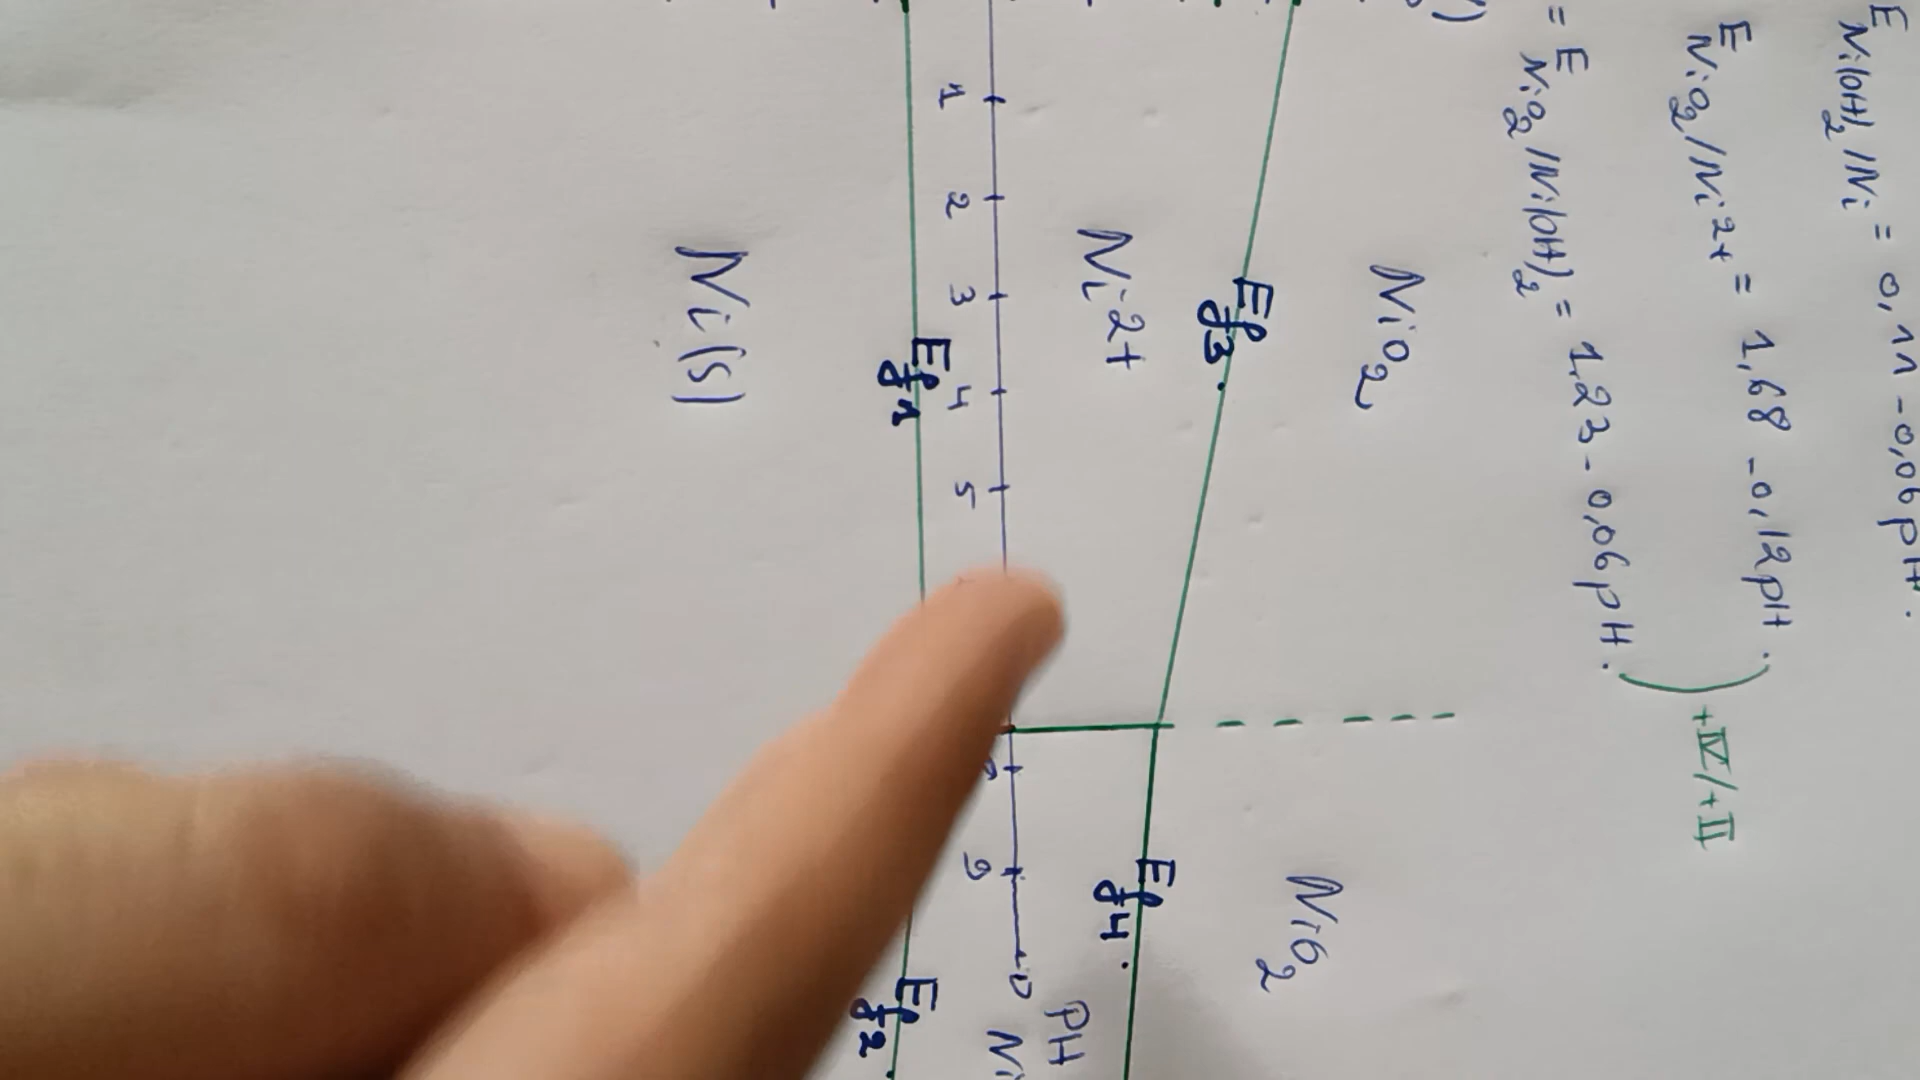 E Ni(OH)2/Ni = 0,11 - 0,06 pH.
E NiO2/Ni2+ = 1,68 - 0,12 pH.
= E NiO2/Ni(OH)2 = 1,23 - 0,06 pH.
+IV/+II
NiO2
NiO2
Ef3
Ef4
Ni2+
1
2
3
4
5
9
pH
Ef1
Ef2
Ni(s)